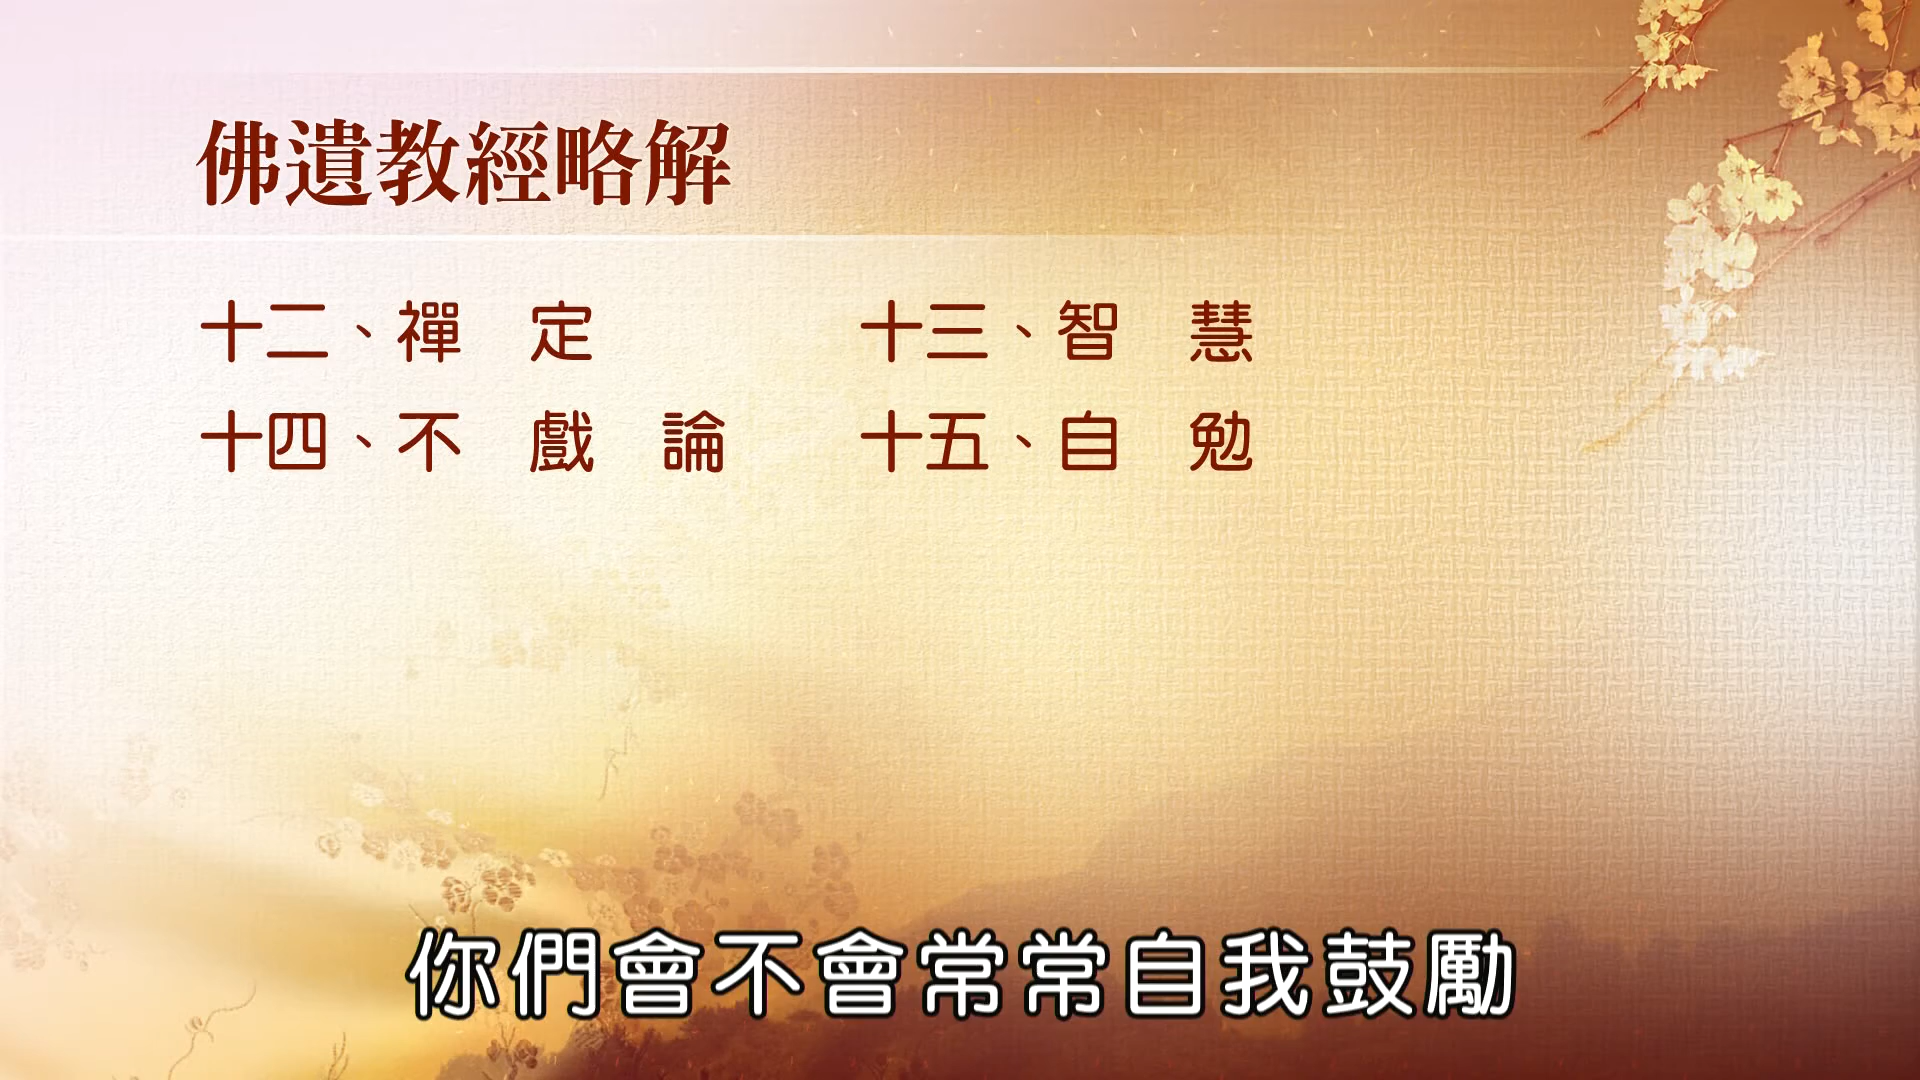 佛遺教經略解
十二、禪　定　　　　十三、智　慧
十四、不　戲　論　　十五、自　勉
你們會不會常常自我鼓勵